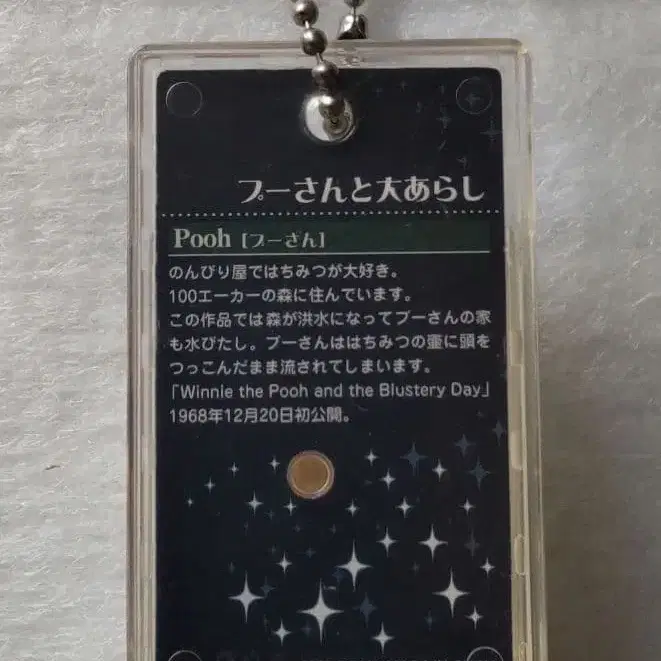 プーさんと大あらし
Pooh [プーさん]
のんびり屋ではちみつが大好き。
100エーカーの森に住んでいます。
この作品では森が洪水になってプーさんの家
も水びたし。プーさんははちみつの壷に頭を
つっこんだまま流されてしまいます。
「Winnie the Pooh and the Blustery Day」
1968年12月20日初公開。